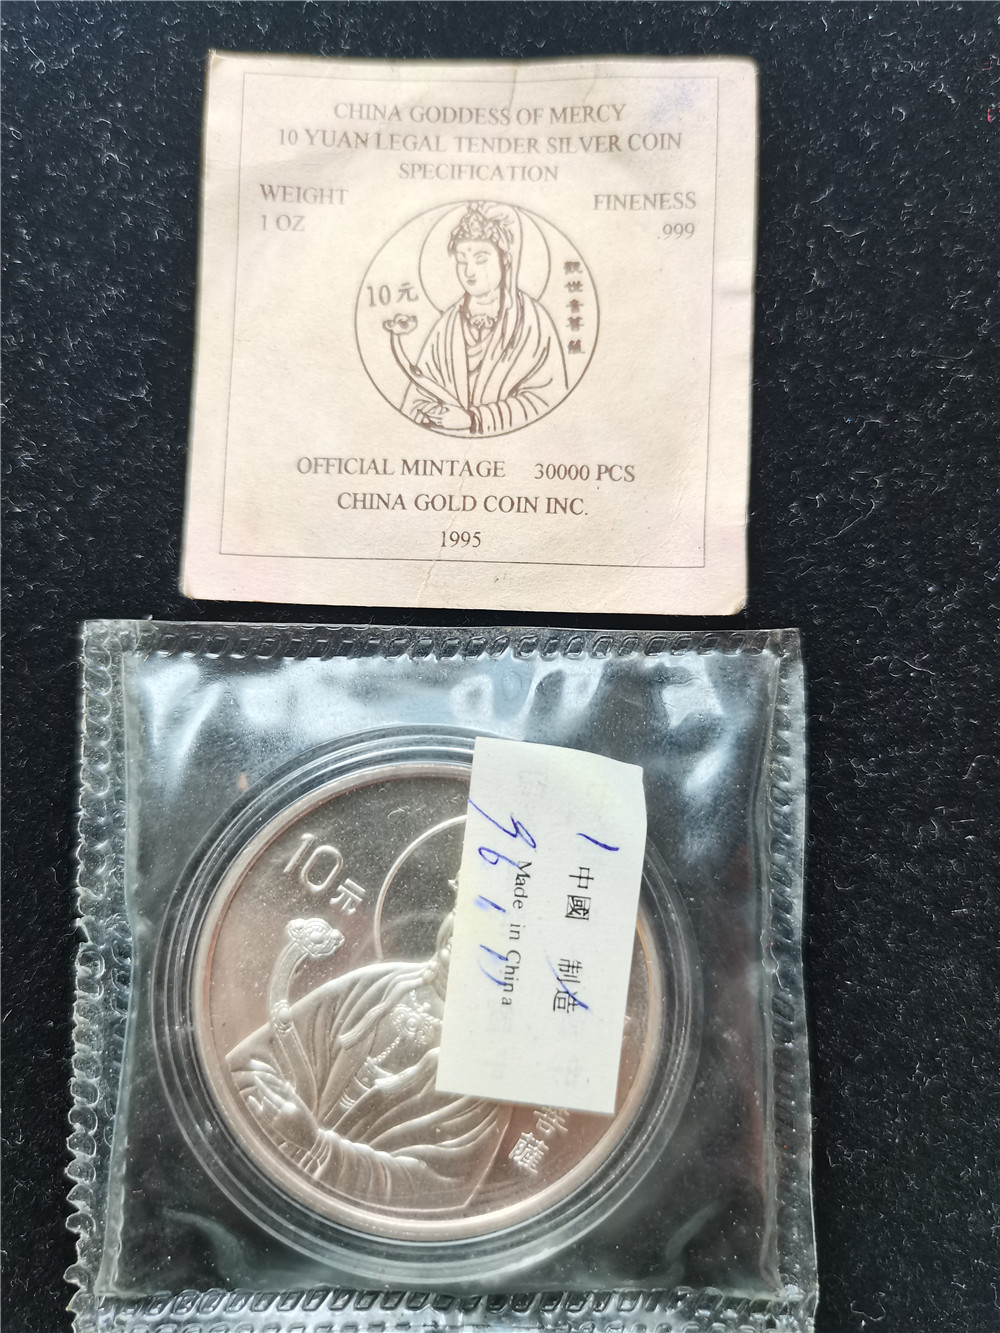 CHINA GODDESS OF MERCY
10 YUAN LEGAL TENDER SILVER COIN
SPECIFICATION
WEIGHT
1 OZ
FINENESS
.999
10元
觀世音菩薩
OFFICIAL MINTAGE 30000 PCS
CHINA GOLD COIN INC.
1995
10元
中國 制造
Made in China
菩薩